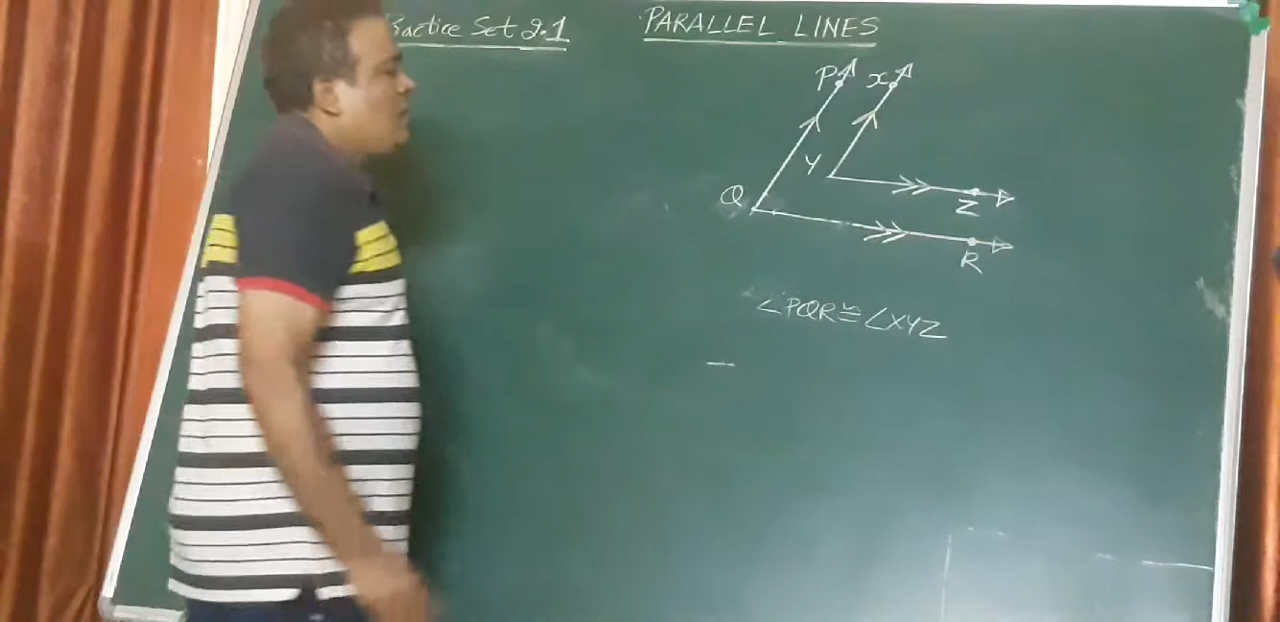 Practice Set 2.1
PARALLEL LINES
P x
Y
Q
Z
R
∠PQR ≅ ∠XYZ